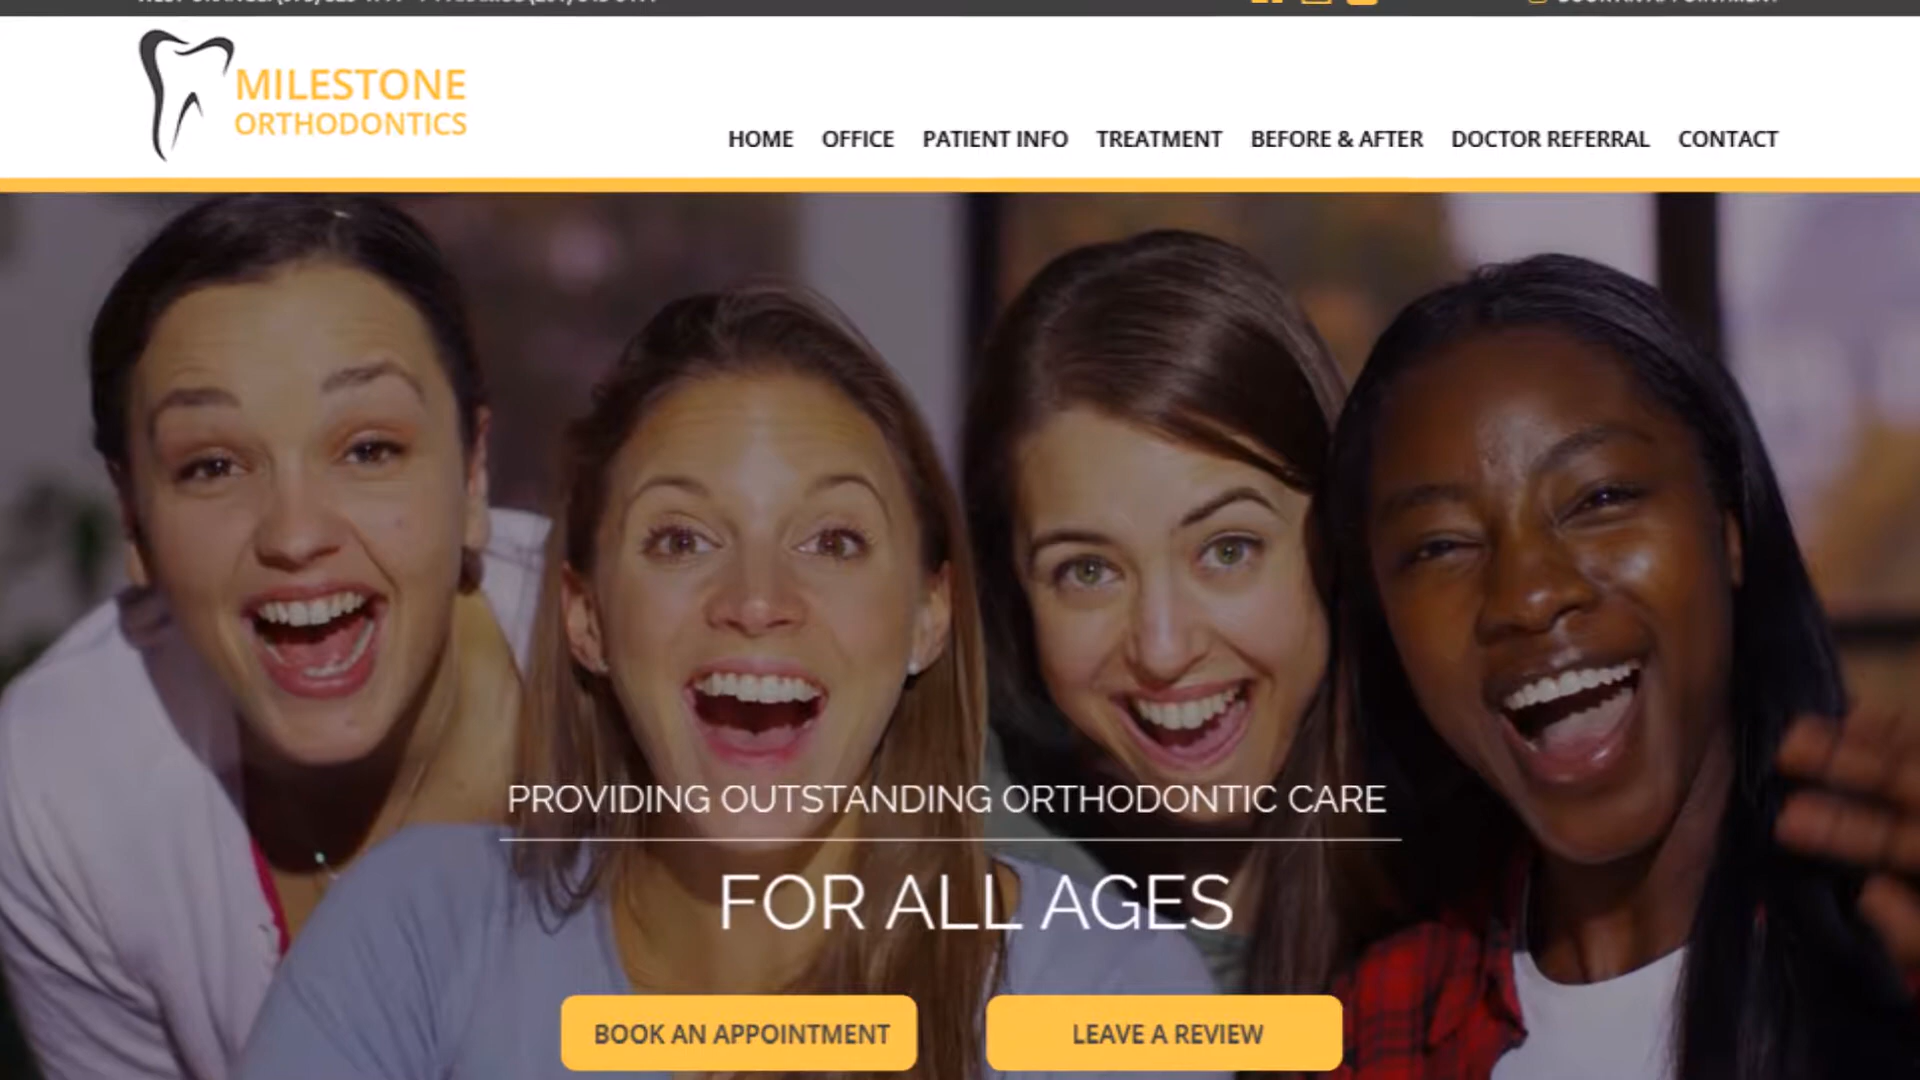 MILESTONE
ORTHODONTICS
HOME OFFICE PATIENT INFO TREATMENT BEFORE & AFTER DOCTOR REFERRAL CONTACT
PROVIDING OUTSTANDING ORTHODONTIC CARE
FOR ALL AGES
BOOK AN APPOINTMENT LEAVE A REVIEW